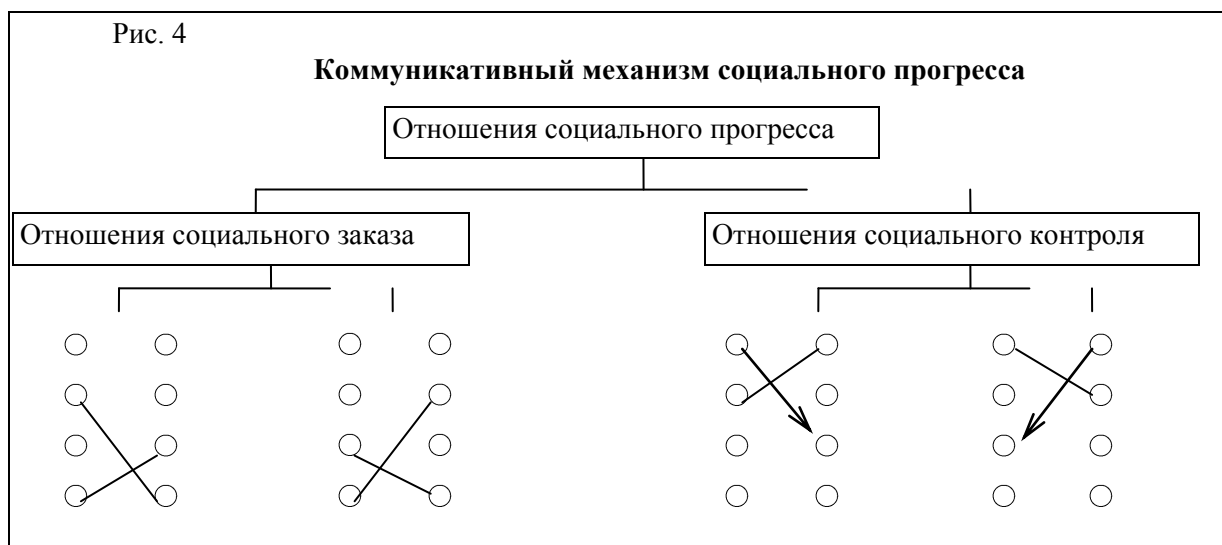 Рис. 4
Коммуникативный механизм социального прогресса
Отношения социального прогресса
Отношения социального заказа
Отношения социального контроля